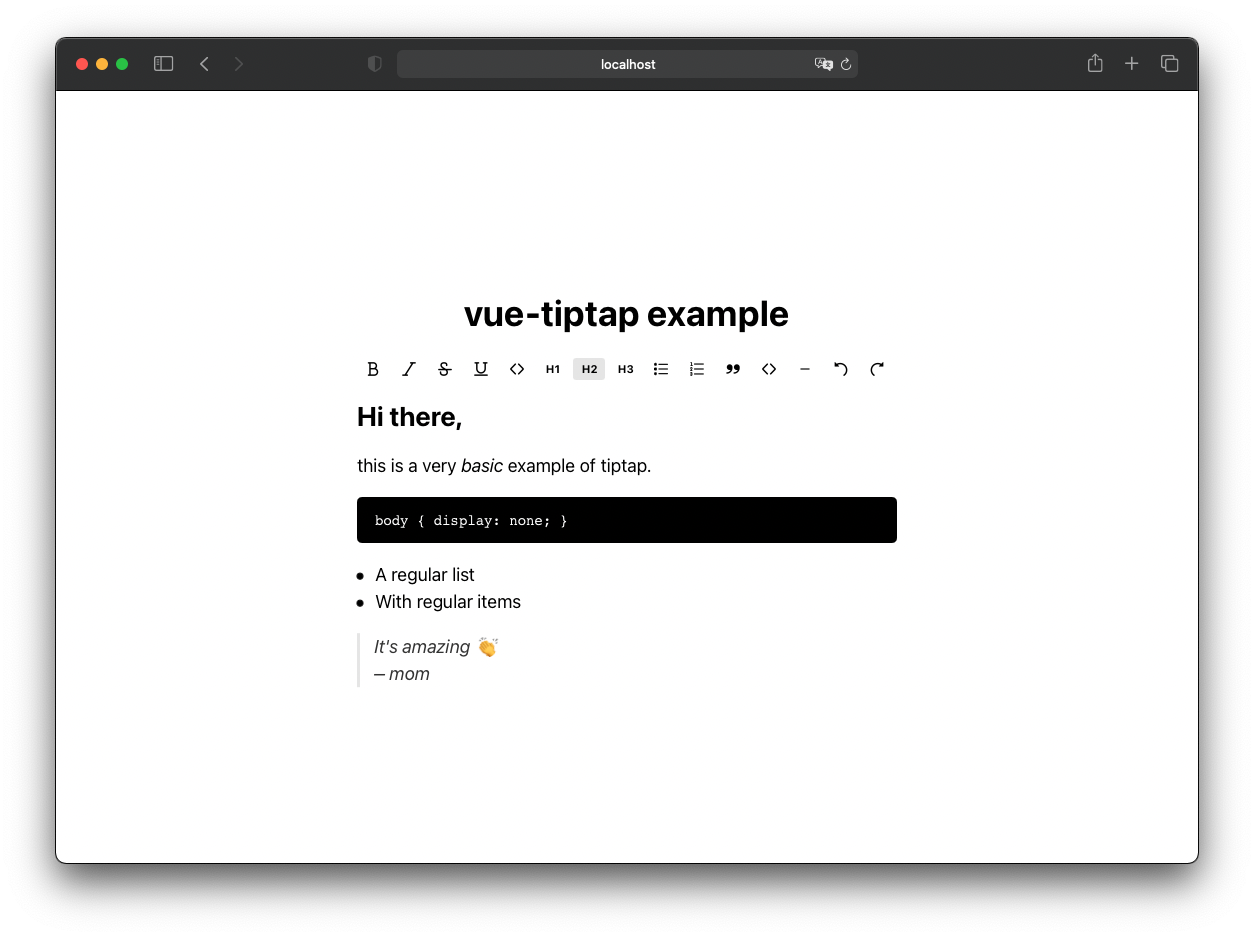 localhost
vue-tiptap example
H1 H2 H3
Hi there,
this is a very basic example of tiptap.
body { display: none; }
A regular list
With regular items
It's amazing 👏
– mom